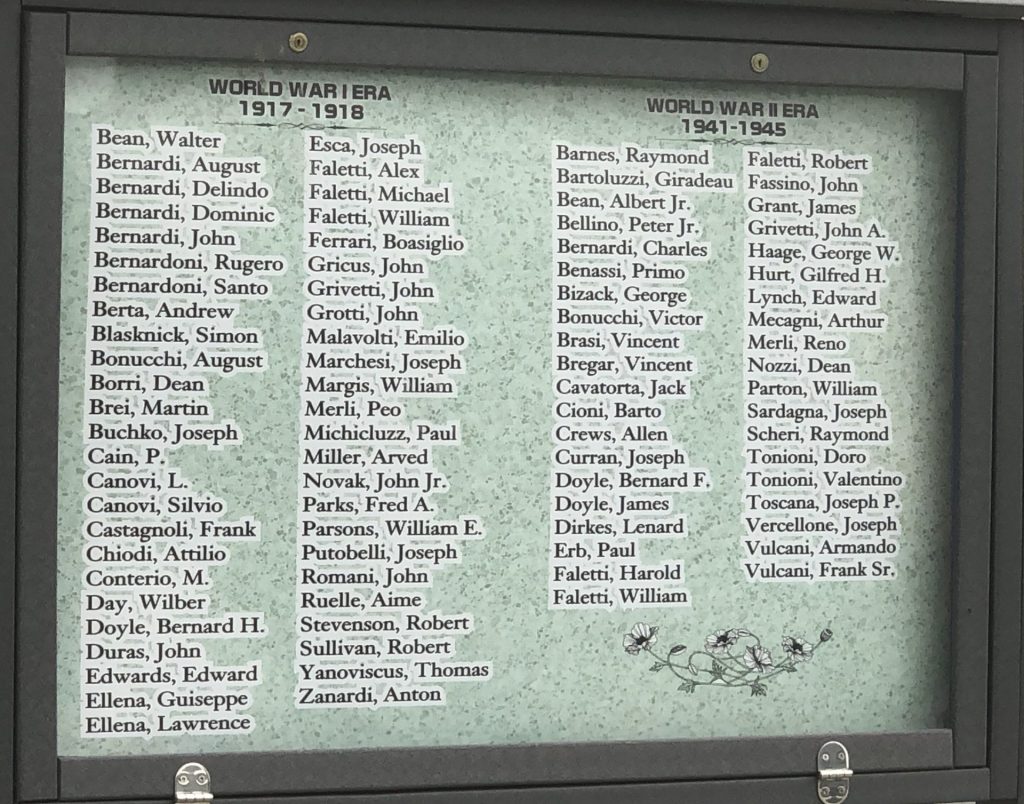 WORLD WAR I ERA
1917 - 1918
Bean, Walter
Bernardi, August
Bernardi, Delindo
Bernardi, Dominic
Bernardi, John
Bernardoni, Rugero
Bernardoni, Santo
Berta, Andrew
Blasknick, Simon
Bonucchi, August
Borri, Dean
Brei, Martin
Buchko, Joseph
Cain, P.
Canovi, L.
Canovi, Silvio
Castagnoli, Frank
Chiodi, Attilio
Conterio, M.
Day, Wilber
Doyle, Bernard H.
Duras, John
Edwards, Edward
Ellena, Guiseppe
Ellena, Lawrence
Esca, Joseph
Faletti, Alex
Faletti, Michael
Faletti, William
Ferrari, Boasiglio
Gricus, John
Grivetti, John
Grotti, John
Malavolti, Emilio
Marchesi, Joseph
Margis, William
Merli, Peo
Michicluzz, Paul
Miller, Arved
Novak, John Jr.
Parks, Fred A.
Parsons, William E.
Putobelli, Joseph
Romani, John
Ruelle, Aime
Stevenson, Robert
Sullivan, Robert
Yanoviscus, Thomas
Zanardi, Anton
WORLD WAR II ERA
1941-1945
Barnes, Raymond
Bartoluzzi, Giradeau
Bean, Albert Jr.
Bellino, Peter Jr.
Bernardi, Charles
Benassi, Primo
Bizack, George
Bonucchi, Victor
Brasi, Vincent
Bregar, Vincent
Cavatorta, Jack
Cioni, Barto
Crews, Allen
Curran, Joseph
Doyle, Bernard F.
Doyle, James
Dirkes, Lenard
Erb, Paul
Faletti, Harold
Faletti, William
Faletti, Robert
Fassino, John
Grant, James
Grivetti, John A.
Haage, George W.
Hurt, Gilfred H.
Lynch, Edward
Mecagni, Arthur
Merli, Reno
Nozzi, Dean
Parton, William
Sardagna, Joseph
Scheri, Raymond
Tonioni, Doro
Tonioni, Valentino
Toscana, Joseph P.
Vercellone, Joseph
Vulcani, Armando
Vulcani, Frank Sr.